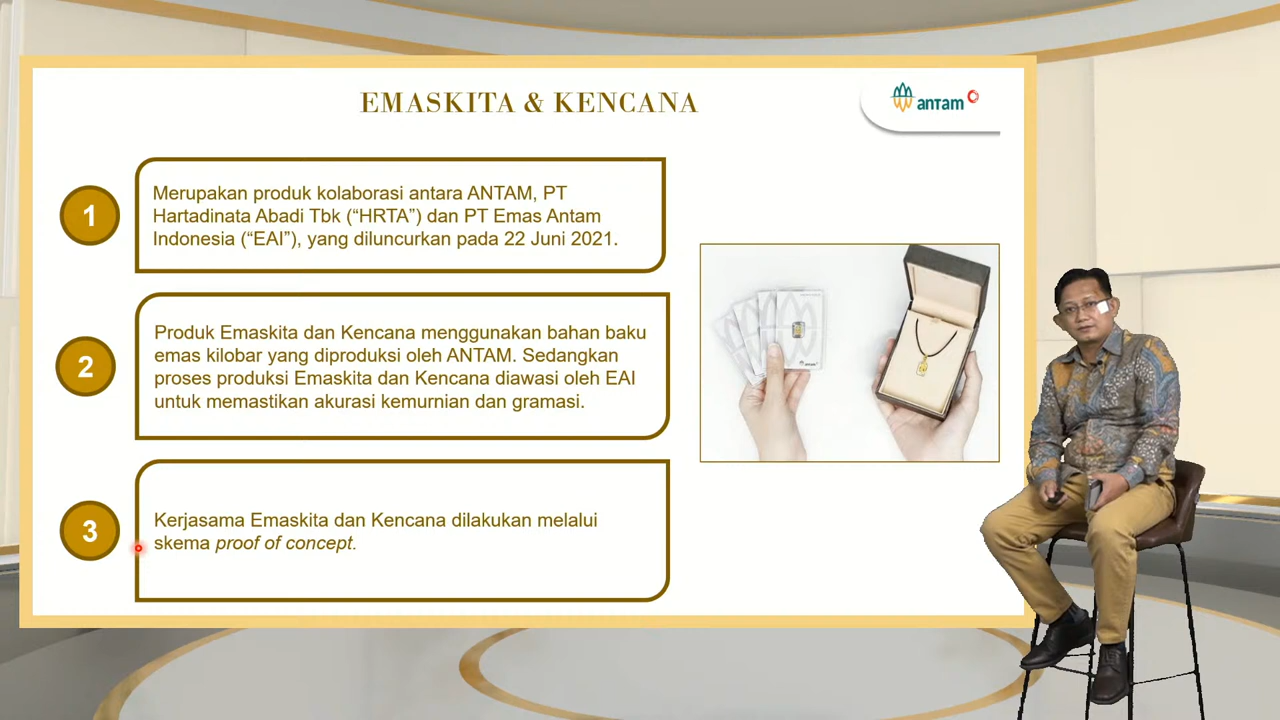 EMASKITA & KENCANA
antam
1
Merupakan produk kolaborasi antara ANTAM, PT
Hartadinata Abadi Tbk (“HRTA”) dan PT Emas Antam
Indonesia (“EAI”), yang diluncurkan pada 22 Juni 2021.
2
Produk Emaskita dan Kencana menggunakan bahan baku
emas kilobar yang diproduksi oleh ANTAM. Sedangkan
proses produksi Emaskita dan Kencana diawasi oleh EAI
untuk memastikan akurasi kemurnian dan gramasi.
3
Kerjasama Emaskita dan Kencana dilakukan melalui
skema proof of concept.